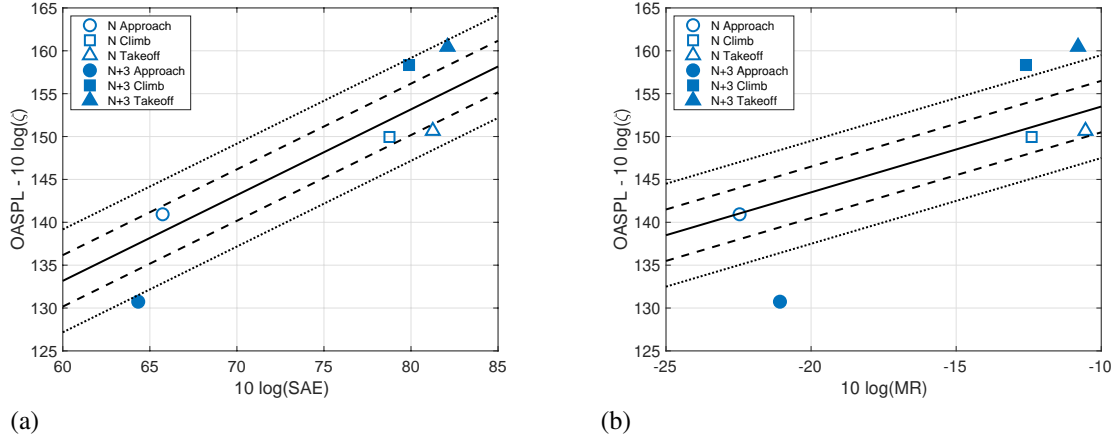 165
160
155
150
145
140
135
130
125
OASPL - 10 log(ζ)
N Approach
N Climb
N Takeoff
N+3 Approach
N+3 Climb
N+3 Takeoff
60 65 70 75 80 85
10 log(SAE)
(a)
165
160
155
150
145
140
135
130
125
OASPL - 10 log(ζ)
N Approach
N Climb
N Takeoff
N+3 Approach
N+3 Climb
N+3 Takeoff
-25 -20 -15 -10
10 log(MR)
(b)